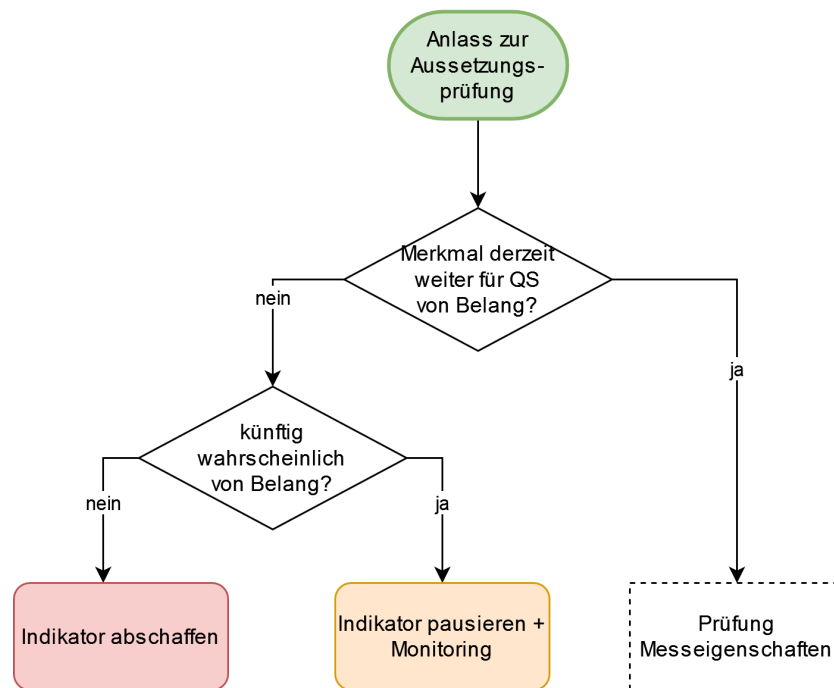 Anlass zur
Aussetzungs-
prüfung
Merkmal derzeit
weiter für QS
von Belang?
nein
ja
künftig
wahrscheinlich
von Belang?
nein
ja
Indikator abschaffen
Indikator pausieren +
Monitoring
Prüfung
Messeigenschaften